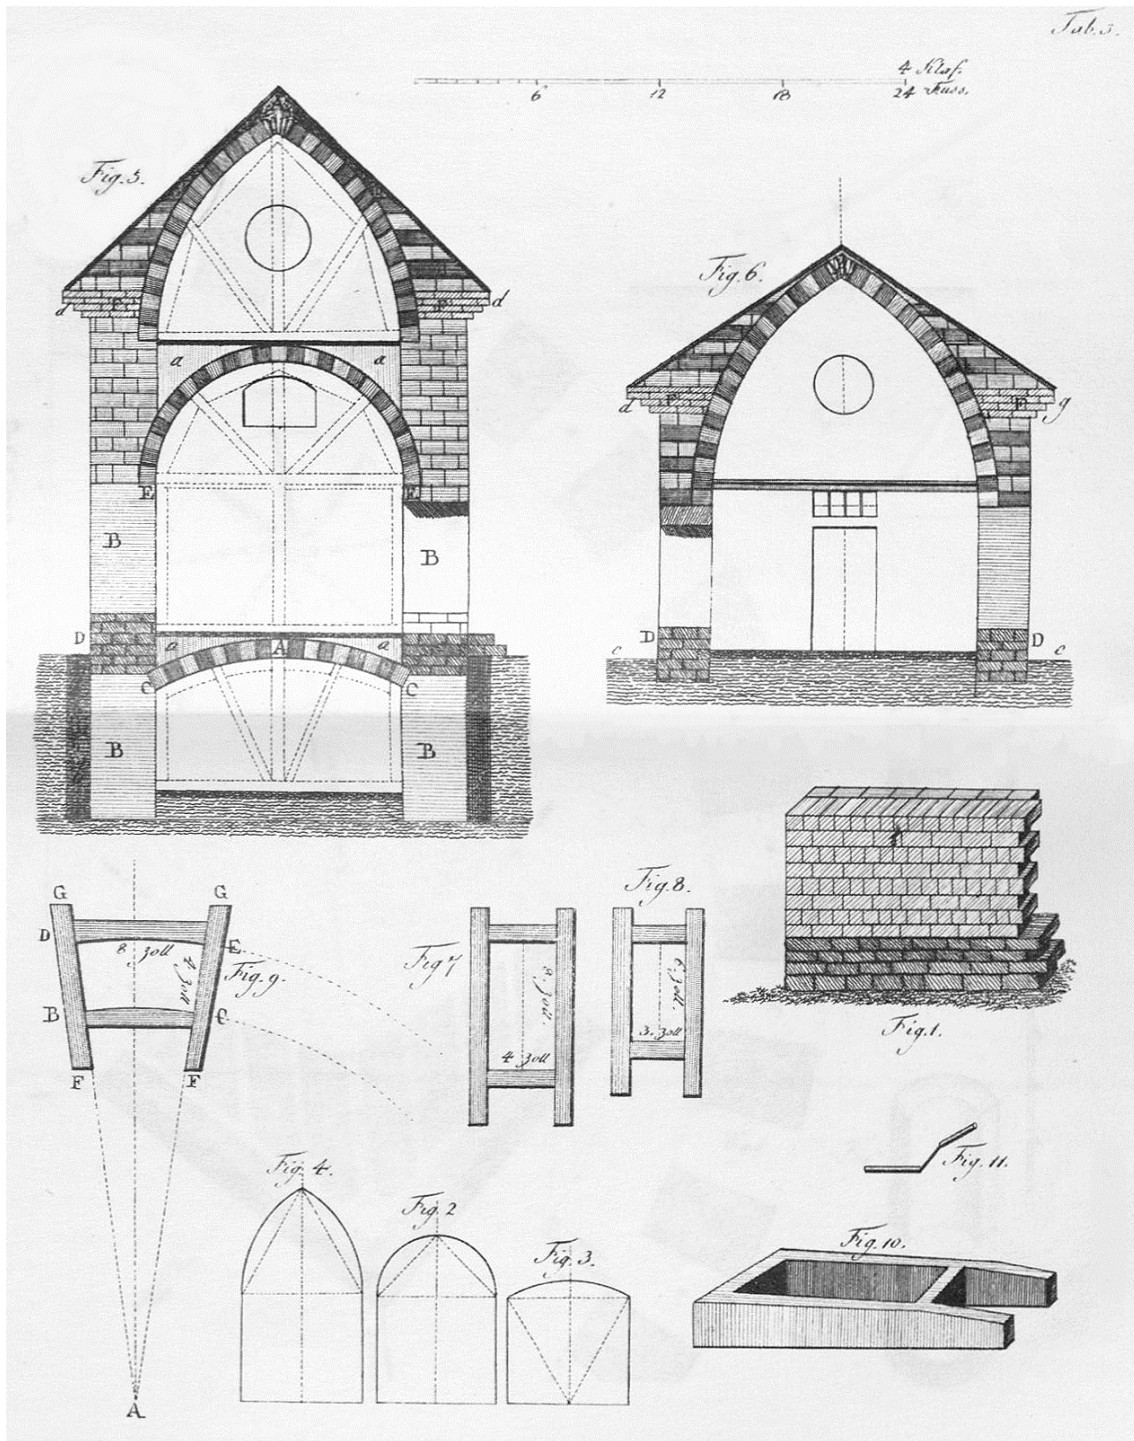 Tab. 5.
4 Klaf.
6 12 18 24 Fuss.
Fig. 5.
d F F d
a a
E E
B B
D
a A a
C C
B B
Fig. 6.
d F F g
D D
c c
Fig. 1.
G G
D E
8 zoll
4 zoll
Fig. 9.
B C
F F
A
Fig 7
8 zoll.
4 zoll
Fig. 8.
6 zoll.
3. zoll
Fig. 11.
Fig. 4.
Fig. 2
Fig. 3.
Fig. 10.